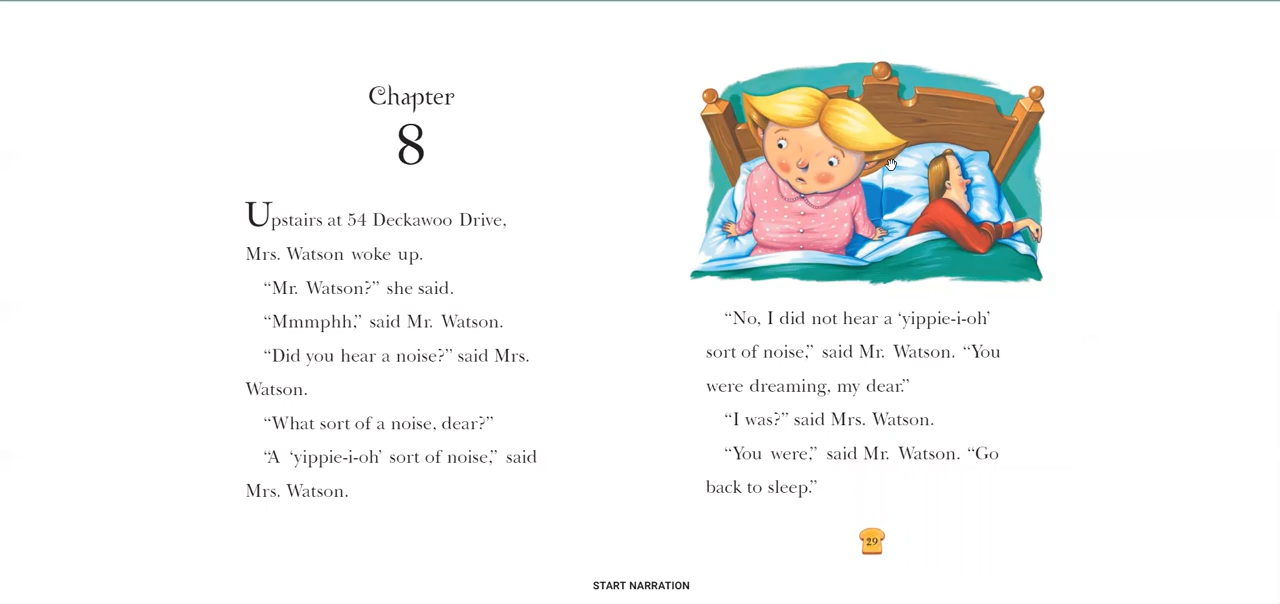 Chapter
8
Upstairs at 54 Deckawoo Drive,
Mrs. Watson woke up.
“Mr. Watson?” she said.
“Mmmphh,” said Mr. Watson.
“Did you hear a noise?” said Mrs.
Watson.
“What sort of a noise, dear?”
“A ‘yippie-i-oh’ sort of noise,” said
Mrs. Watson.
“No, I did not hear a ‘yippie-i-oh’
sort of noise,” said Mr. Watson. “You
were dreaming, my dear.”
“I was?” said Mrs. Watson.
“You were,” said Mr. Watson. “Go
back to sleep.”
29
START NARRATION